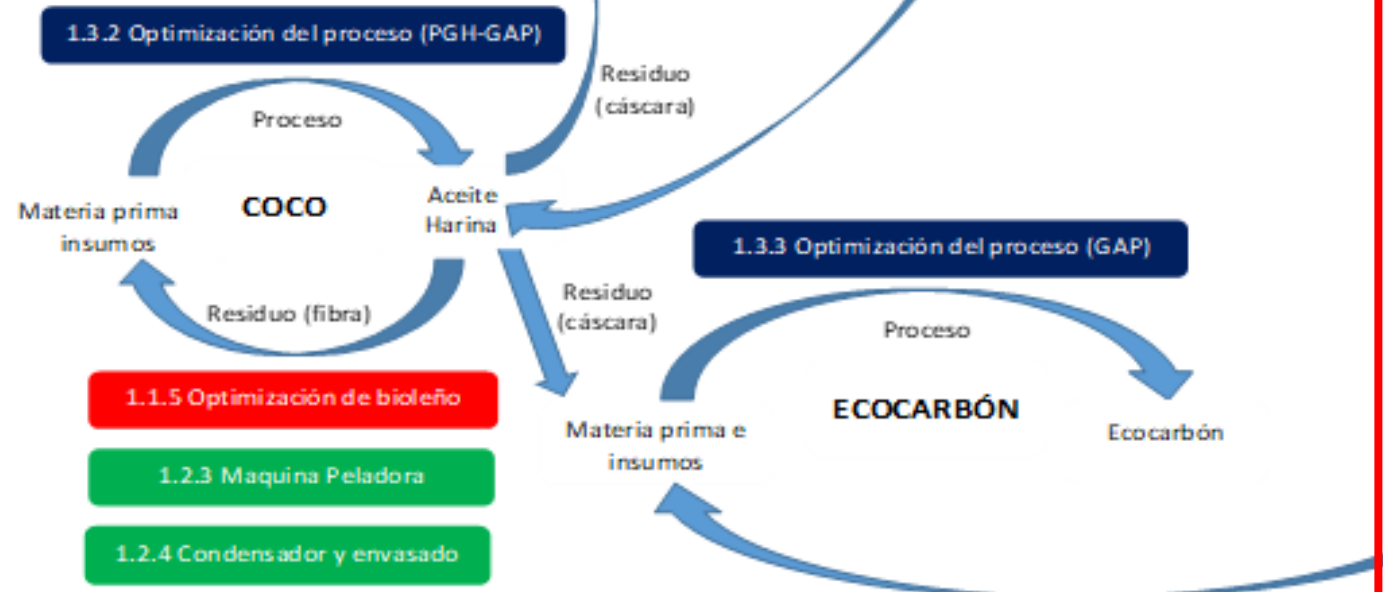 1.3.2 Optimización del proceso (PGH-GAP)
Residuo
(cáscara)
Proceso
Materia prima
insumos
COCO
Aceite
Harina
Residuo (fibra)
1.3.3 Optimización del proceso (GAP)
Residuo
(cáscara)
Proceso
ECOCARBÓN
Materia prima e
insumos
Ecocarbón
1.1.5 Optimización de bioleño
1.2.3 Maquina Peladora
1.2.4 Condensador y envasado